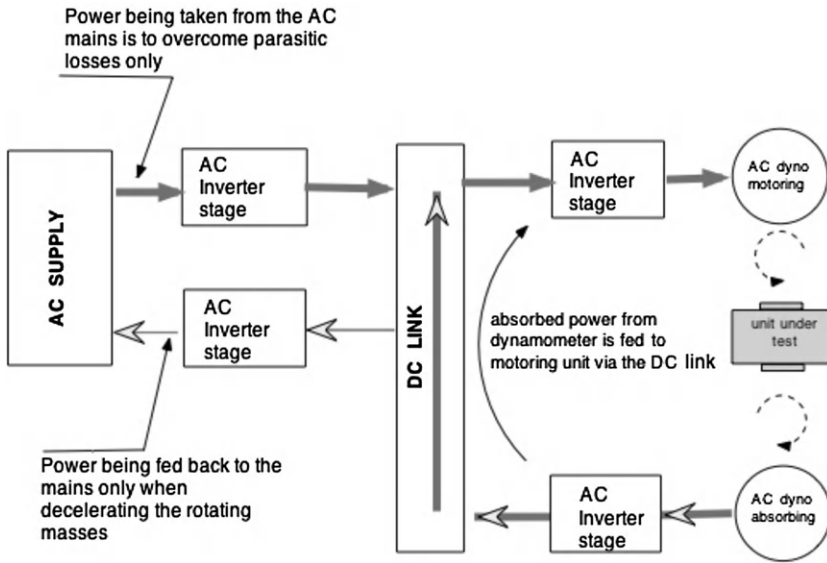 Power being taken from the AC
mains is to overcome parasitic
losses only
AC SUPPLY
AC
Inverter
stage
AC
Inverter
stage
DC LINK
AC
Inverter
stage
AC dyno
motoring
absorbed power from
dynamometer is fed to
motoring unit via the DC link
unit under
test
Power being fed back to the
mains only when
decelerating the rotating
masses
AC
Inverter
stage
AC dyno
absorbing